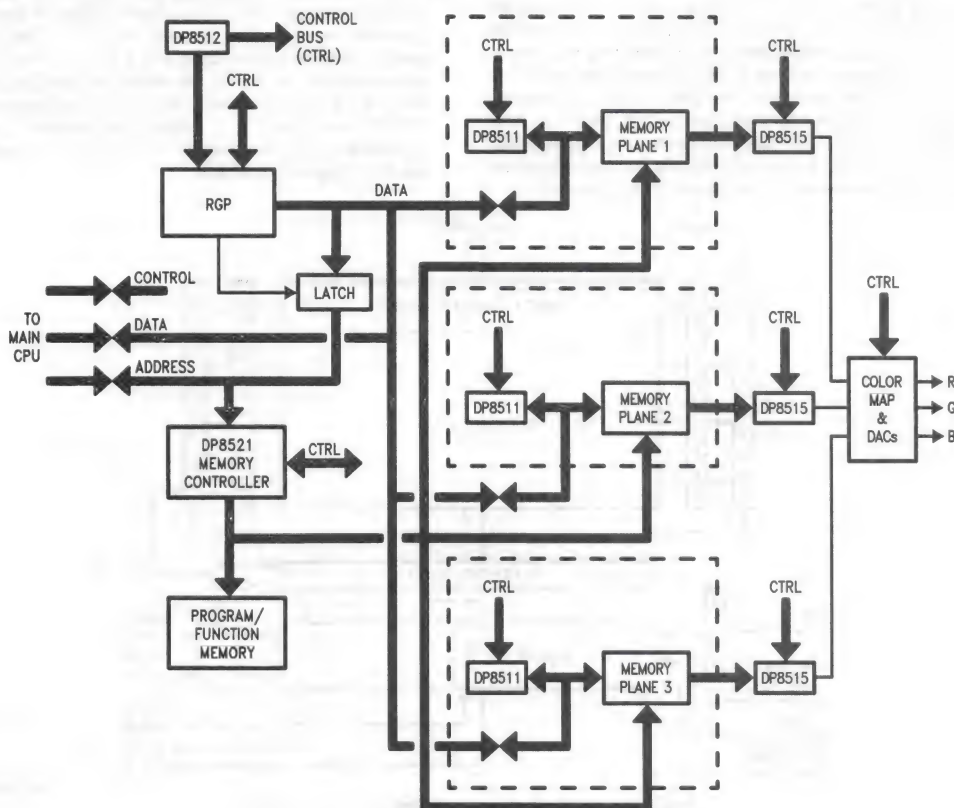 DP8512
CONTROL
BUS
(CTRL)
CTRL
RGP
DATA
LATCH
CONTROL
TO
MAIN
CPU
DATA
ADDRESS
DP8521
MEMORY
CONTROLLER
CTRL
PROGRAM/
FUNCTION
MEMORY
CTRL
DP8511
MEMORY
PLANE 1
CTRL
DP8515
CTRL
DP8511
MEMORY
PLANE 2
CTRL
DP8515
CTRL
DP8511
MEMORY
PLANE 3
CTRL
DP8515
CTRL
COLOR
MAP
&
DACs
R
G
B